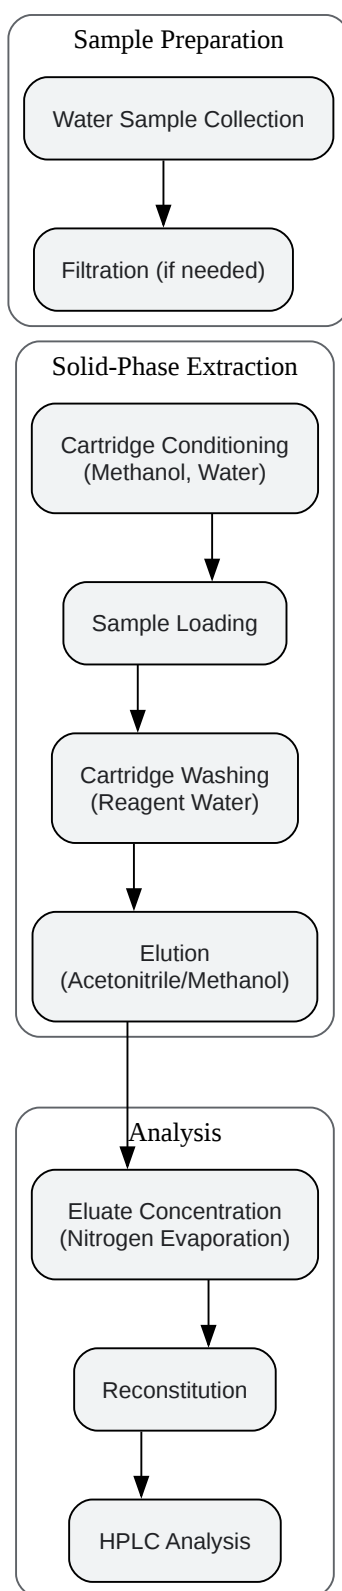 Sample Preparation
Water Sample Collection
Filtration (if needed)
Solid-Phase Extraction
Cartridge Conditioning
(Methanol, Water)
Sample Loading
Cartridge Washing
(Reagent Water)
Elution
(Acetonitrile/Methanol)
Analysis
Eluate Concentration
(Nitrogen Evaporation)
Reconstitution
HPLC Analysis